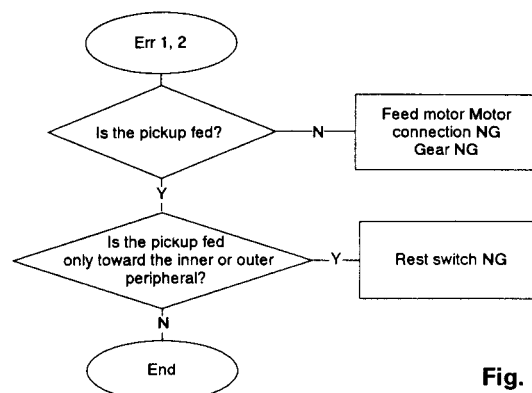 Err 1, 2
Is the pickup fed?
N
Feed motor Motor
connection NG
Gear NG
Y
Is the pickup fed
only toward the inner or outer
peripheral?
Y
Rest switch NG
N
End
Fig.